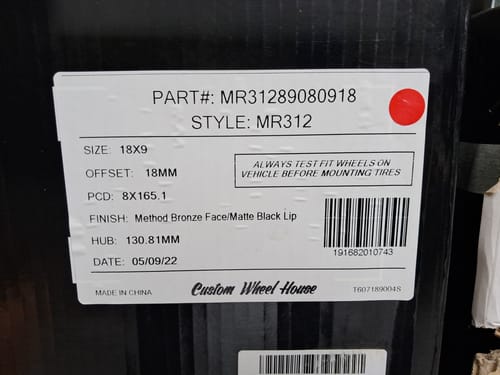 PART#: MR31289080918
STYLE: MR312
SIZE: 18X9
OFFSET: 18MM
ALWAYS TEST FIT WHEELS ON
VEHICLE BEFORE MOUNTING TIRES
PCD: 8X165.1
FINISH: Method Bronze Face/Matte Black Lip
HUB: 130.81MM
191682010743
DATE: 05/09/22
MADE IN CHINA
Custom Wheel House
T607189004S